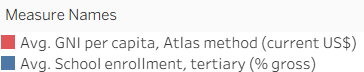 Measure Names
Avg. GNI per capita, Atlas method (current US$)
Avg. School enrollment, tertiary (% gross)